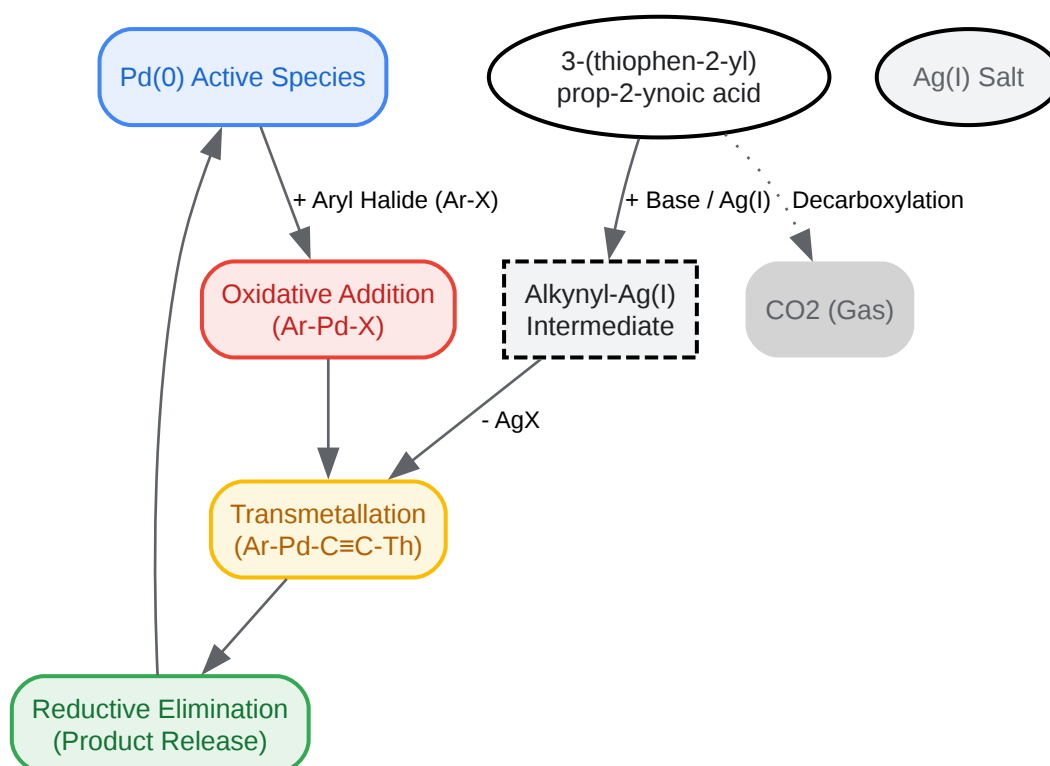 Pd(0) Active Species
3-(thiophen-2-yl)
prop-2-ynoic acid
Ag(I) Salt
+ Aryl Halide (Ar-X)
+ Base / Ag(I)
Decarboxylation
Oxidative Addition
(Ar-Pd-X)
Alkynyl-Ag(I)
Intermediate
CO2 (Gas)
- AgX
Transmetallation
(Ar-Pd-C≡C-Th)
Reductive Elimination
(Product Release)